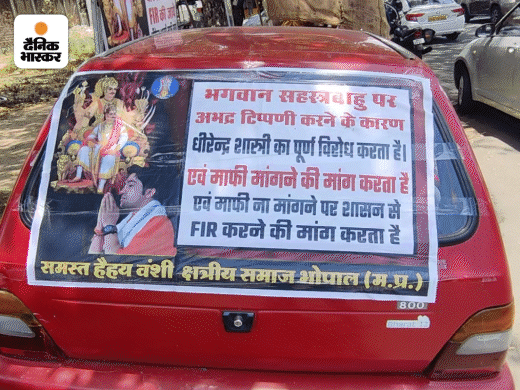 दैनिक
भास्कर
FIR
भगवान सहस्त्रबाहु पर
अभद्र टिप्पणी करने के कारण
धीरेन्द्र शास्त्री का पूर्ण विरोध करता है।
एवं माफी मांगने की मांग करता है
एवं माफी ना मांगने पर शासन से
FIR करने की मांग करता है
समस्त हैहय वंशी क्षत्रीय समाज भोपाल (म.प्र.)
800